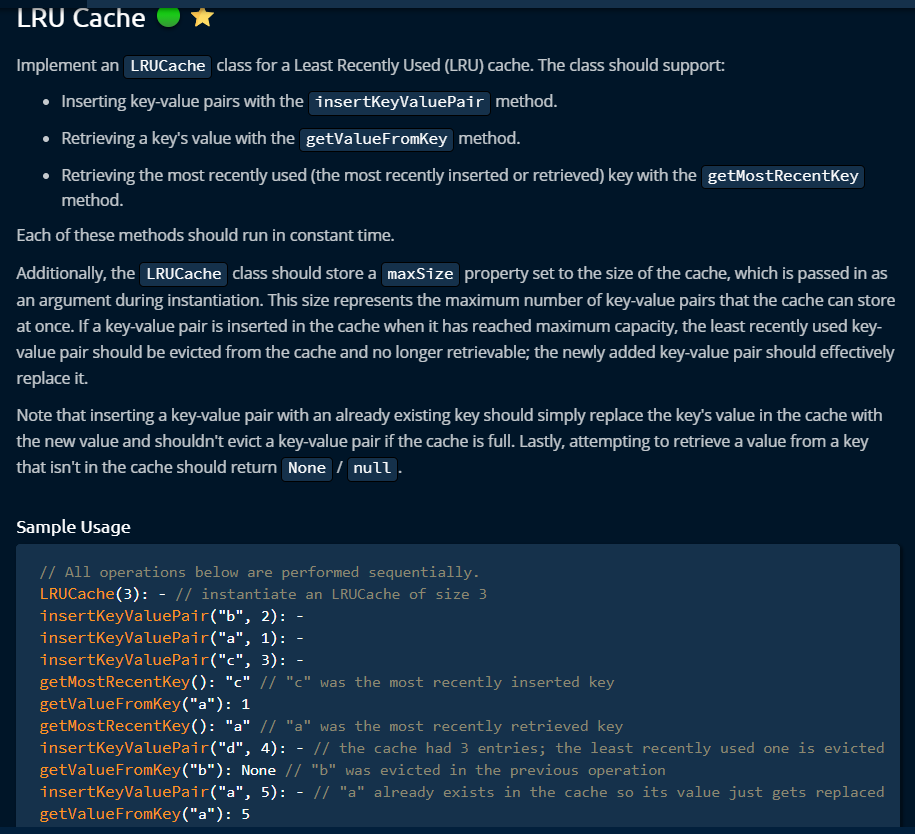 LRU Cache
Implement an LRUCache class for a Least Recently Used (LRU) cache. The class should support:
• Inserting key-value pairs with the insertKeyValuePair method.
• Retrieving a key's value with the getValueFromKey method.
• Retrieving the most recently used (the most recently inserted or retrieved) key with the getMostRecentKey
method.
Each of these methods should run in constant time.
Additionally, the LRUCache class should store a maxSize property set to the size of the cache, which is passed in as
an argument during instantiation. This size represents the maximum number of key-value pairs that the cache can store
at once. If a key-value pair is inserted in the cache when it has reached maximum capacity, the least recently used key-
value pair should be evicted from the cache and no longer retrievable; the newly added key-value pair should effectively
replace it.
Note that inserting a key-value pair with an already existing key should simply replace the key's value in the cache with
the new value and shouldn't evict a key-value pair if the cache is full. Lastly, attempting to retrieve a value from a key
that isn't in the cache should return None / null.
Sample Usage
// All operations below are performed sequentially.
LRUCache(3): - // instantiate an LRUCache of size 3
insertKeyValuePair("b", 2): -
insertKeyValuePair("a", 1): -
insertKeyValuePair("c", 3): -
getMostRecentKey(): "c" // "c" was the most recently inserted key
getValueFromKey("a"): 1
getMostRecentKey(): "a" // "a" was the most recently retrieved key
insertKeyValuePair("d", 4): - // the cache had 3 entries; the least recently used one is evicted
getValueFromKey("b"): None // "b" was evicted in the previous operation
insertKeyValuePair("a", 5): - // "a" already exists in the cache so its value just gets replaced
getValueFromKey("a"): 5